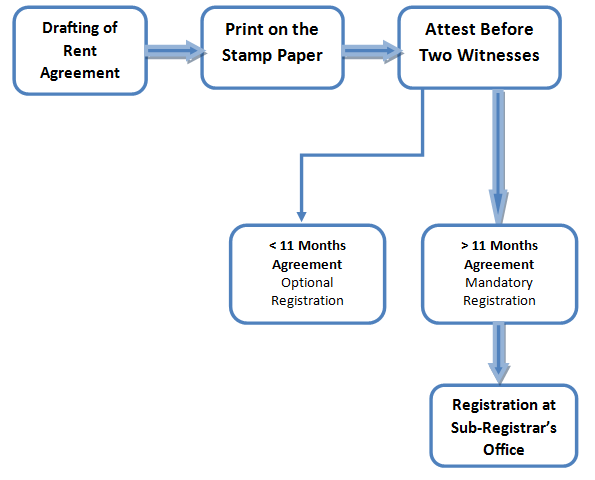 Drafting of
Rent
Agreement
Print on the
Stamp Paper
Attest Before
Two Witnesses
< 11 Months
Agreement
Optional
Registration
> 11 Months
Agreement
Mandatory
Registration
Registration at
Sub-Registrar’s
Office